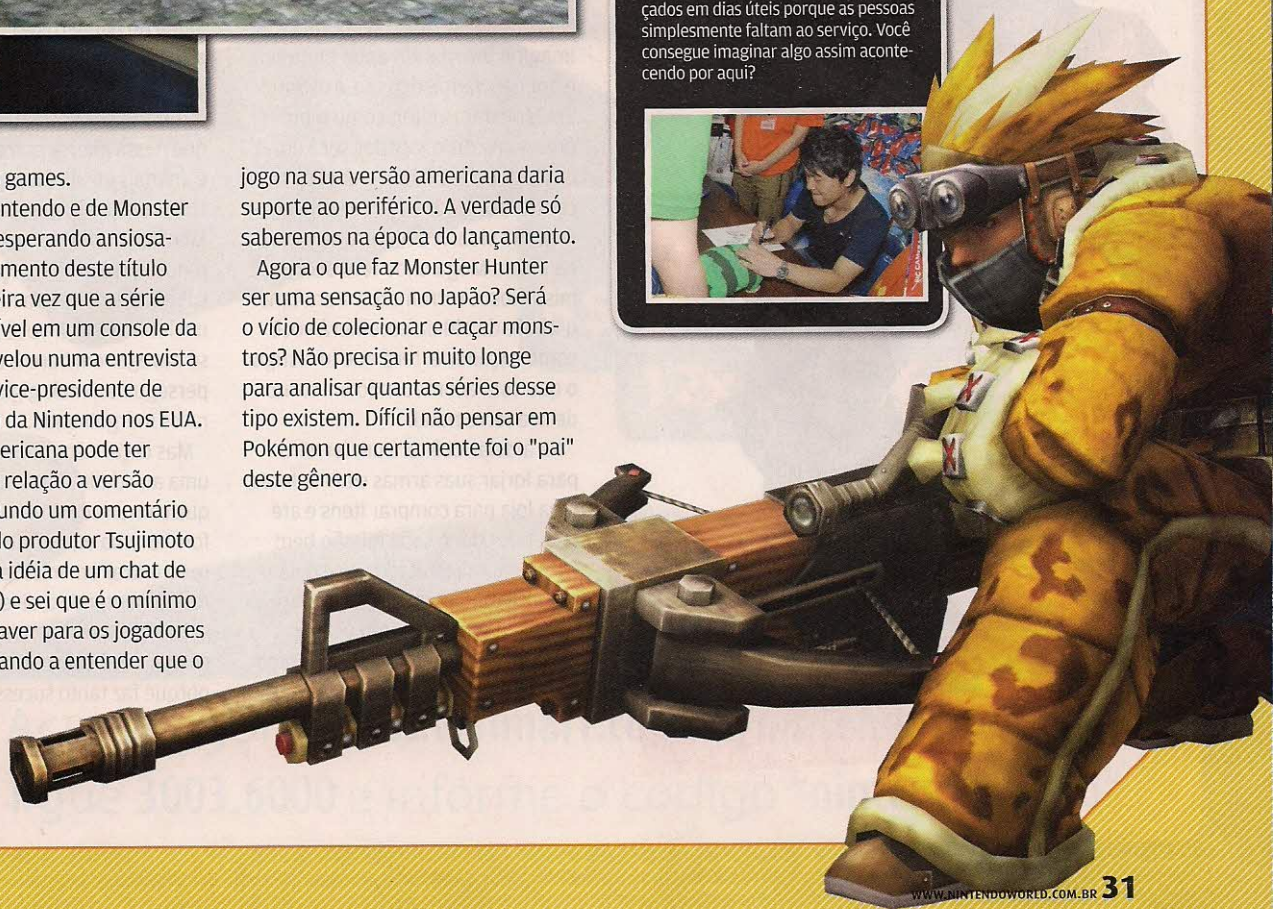 çados em dias úteis porque as pessoas
simplesmente faltam ao serviço. Você
consegue imaginar algo assim aconte-
cendo por aqui?
games.
ntendo e de Monster
esperando ansiosa-
mento deste título
eira vez que a série
ível em um console da
velou numa entrevista
vice-presidente de
da Nintendo nos EUA.
ericana pode ter
relação a versão
undo um comentário
do produtor Tsujimoto
a idéia de um chat de
) e sei que é o mínimo
aver para os jogadores
ando a entender que o
jogo na sua versão americana daria
suporte ao periférico. A verdade só
saberemos na época do lançamento.
Agora o que faz Monster Hunter
ser uma sensação no Japão? Será
o vício de colecionar e caçar mons-
tros? Não precisa ir muito longe
para analisar quantas séries desse
tipo existem. Difícil não pensar em
Pokémon que certamente foi o "pai"
deste gênero.
WWW.NINTENDOWORLD.COM.BR 31